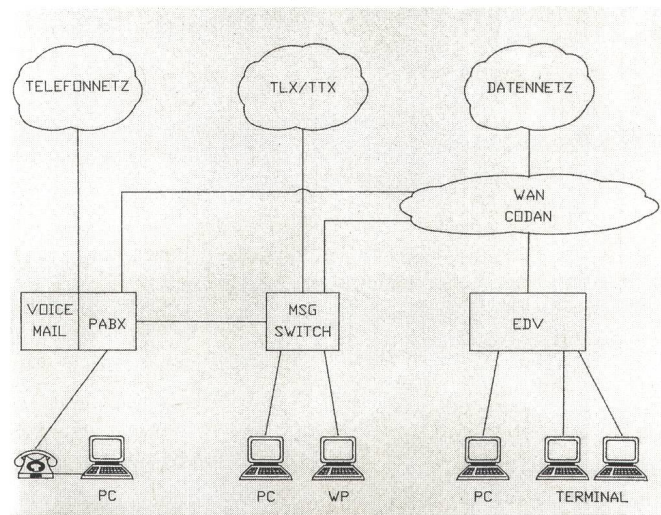 TELEFONNETZ
TLX/TTX
DATENNETZ
WAN
CODAN
VOICE
MAIL
PABX
MSG
SWITCH
EDV
PC
PC
WP
PC
TERMINAL